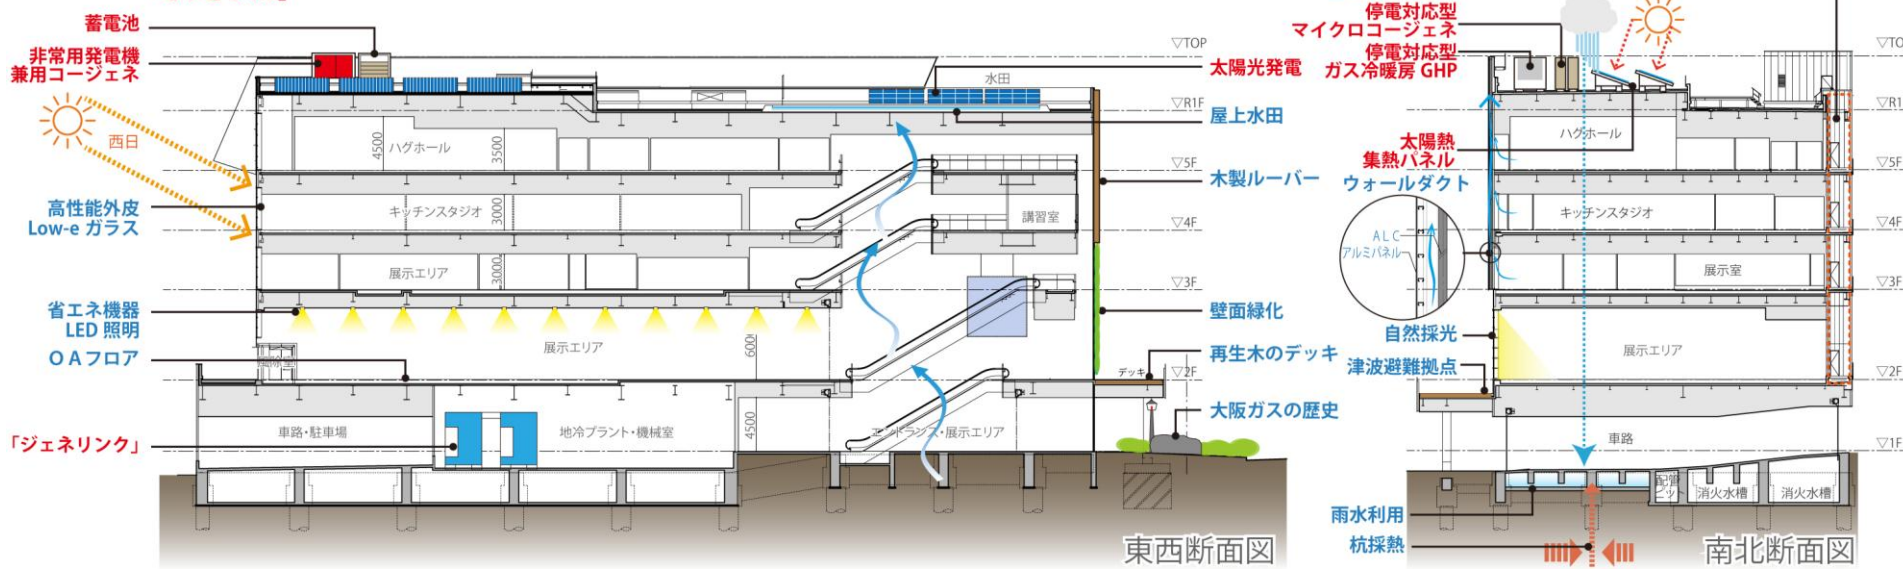 蓄電池
非常用発電機
兼用コージェネ
西日
高性能外皮
Low-e ガラス
省エネ機器
LED 照明
OAフロア
「ジェネリンク」
▽TOP
水田
▽R1F
▽5F
▽4F
▽3F
▽2F
4500
ハグホール
3500
キッチンスタジオ
3000
講習室
展示エリア
3000
展示エリア
600
デッキ
車路・駐車場
地冷プラント・機械室
4500
エントランス・展示エリア
太陽光発電
屋上水田
木製ルーバー
壁面緑化
再生木のデッキ
大阪ガスの歴史
東西断面図
停電対応型
マイクロコージェネ
停電対応型
ガス冷暖房 GHP
太陽熱
集熱パネル
ウォールダクト
ALC
アルミパネル
自然採光
津波避難拠点
雨水利用
杭採熱
ハグホール
キッチンスタジオ
展示室
展示エリア
車路
配管
ピット
消火水槽
消火水槽
▽TO
▽R1
▽5F
▽4F
▽3F
▽2F
▽1F
南北断面図